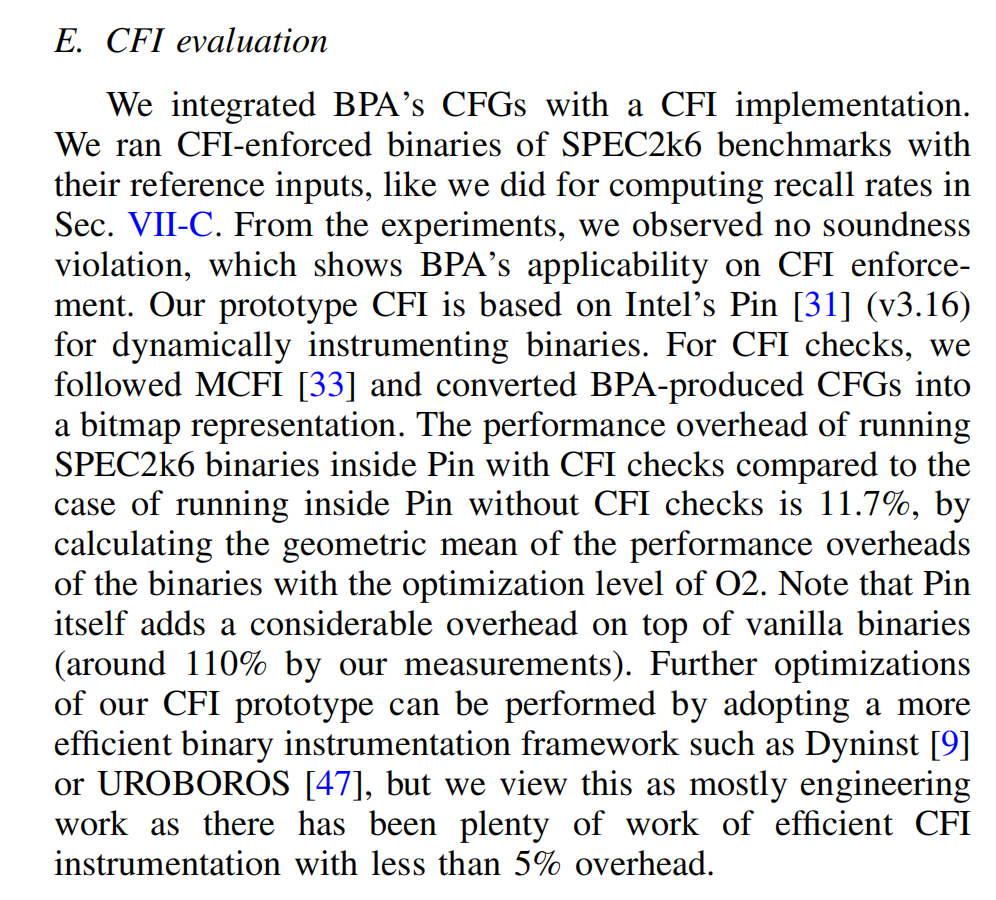 E. CFI evaluation
We integrated BPA's CFGs with a CFI implementation.
We ran CFI-enforced binaries of SPEC2k6 benchmarks with
their reference inputs, like we did for computing recall rates in
Sec. VII-C. From the experiments, we observed no soundness
violation, which shows BPA's applicability on CFI enforce-
ment. Our prototype CFI is based on Intel's Pin [31] (v3.16)
for dynamically instrumenting binaries. For CFI checks, we
followed MCFI [33] and converted BPA-produced CFGs into
a bitmap representation. The performance overhead of running
SPEC2k6 binaries inside Pin with CFI checks compared to the
case of running inside Pin without CFI checks is 11.7%, by
calculating the geometric mean of the performance overheads
of the binaries with the optimization level of O2. Note that Pin
itself adds a considerable overhead on top of vanilla binaries
(around 110% by our measurements). Further optimizations
of our CFI prototype can be performed by adopting a more
efficient binary instrumentation framework such as Dyninst [9]
or UROBOROS [47], but we view this as mostly engineering
work as there has been plenty of work of efficient CFI
instrumentation with less than 5% overhead.